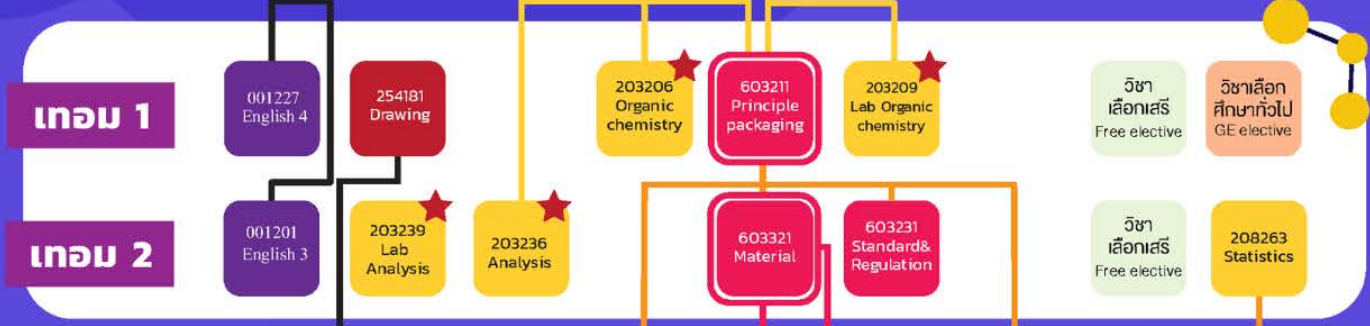 เทอม 1
001227
English 4
254181
Drawing
203206
Organic
chemistry
603211
Principle
packaging
203209
Lab Organic
chemistry
วิชา
เลือกเสรี
Free elective
วิชาเลือก
ศึกษาทั่วไป
GE elective
เทอม 2
001201
English 3
203239
Lab
Analysis
203236
Analysis
603321
Material
603231
Standard&
Regulation
วิชา
เลือกเสรี
Free elective
208263
Statistics